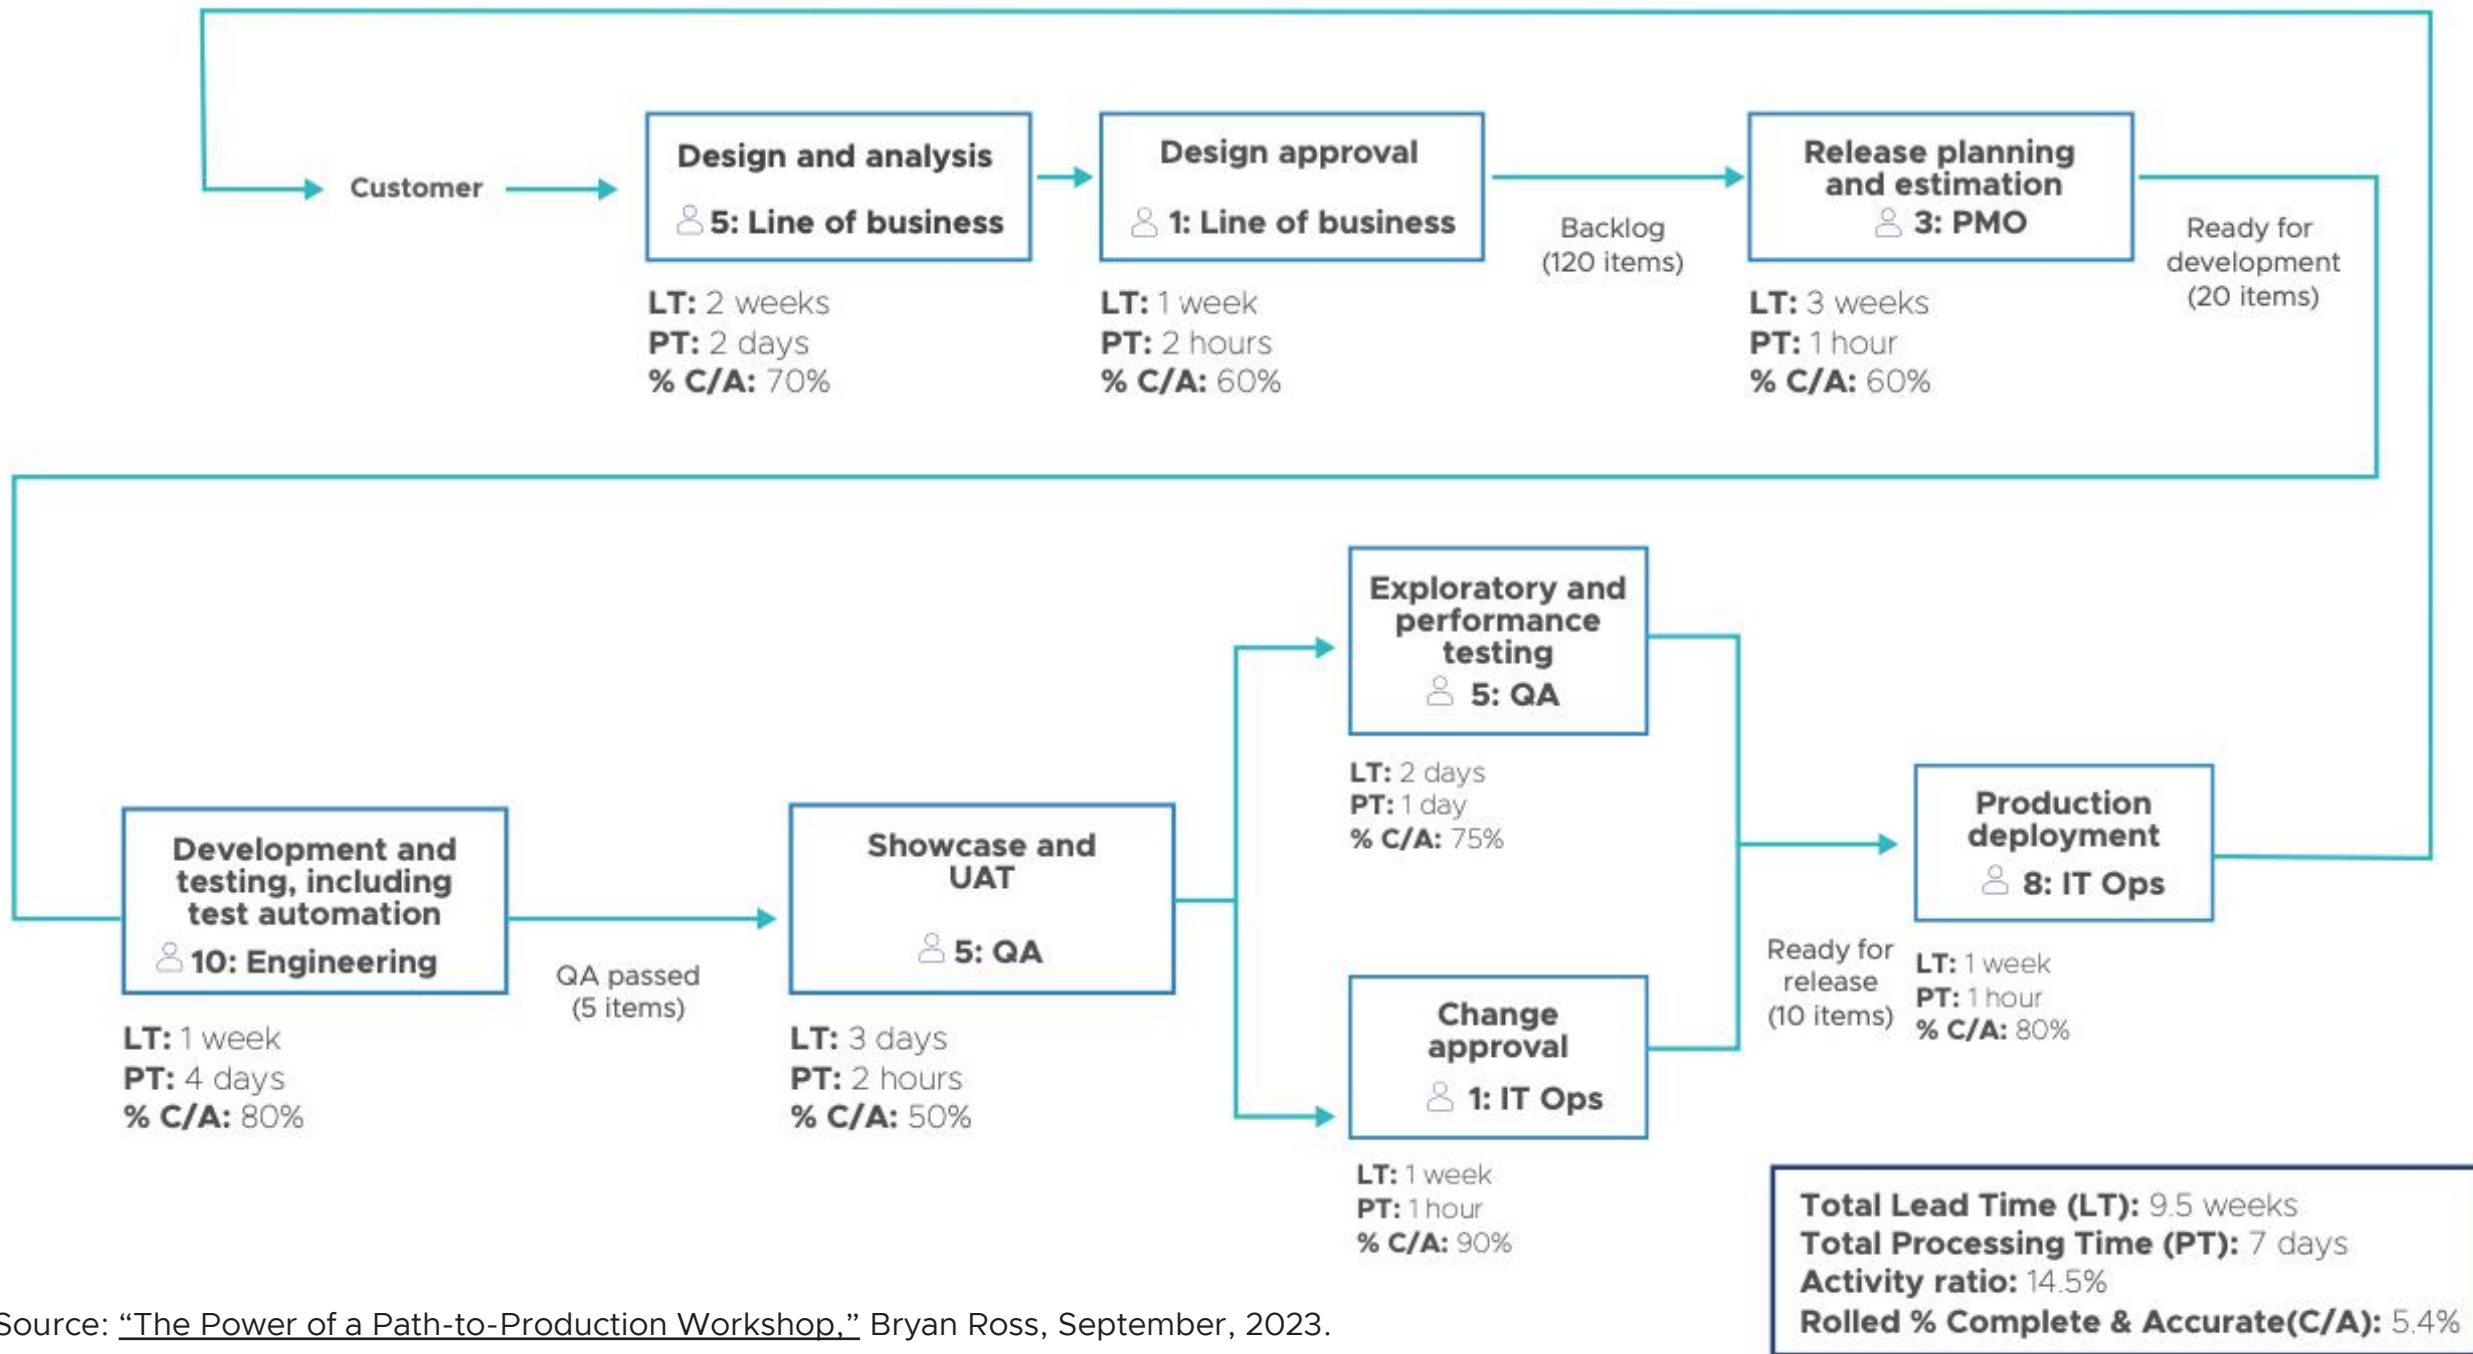 Customer
Design and analysis
5: Line of business
LT: 2 weeks
PT: 2 days
% C/A: 70%
Design approval
1: Line of business
LT: 1 week
PT: 2 hours
% C/A: 60%
Backlog
(120 items)
Release planning
and estimation
3: PMO
LT: 3 weeks
PT: 1 hour
% C/A: 60%
Ready for
development
(20 items)
Development and
testing, including
test automation
10: Engineering
LT: 1 week
PT: 4 days
% C/A: 80%
QA passed
(5 items)
Showcase and
UAT
5: QA
LT: 3 days
PT: 2 hours
% C/A: 50%
Exploratory and
performance
testing
5: QA
LT: 2 days
PT: 1 day
% C/A: 75%
Change
approval
1: IT Ops
LT: 1 week
PT: 1 hour
% C/A: 90%
Ready for
release
(10 items)
Production
deployment
8: IT Ops
LT: 1 week
PT: 1 hour
% C/A: 80%
Total Lead Time (LT): 9.5 weeks
Total Processing Time (PT): 7 days
Activity ratio: 14.5%
Rolled % Complete & Accurate(C/A): 5.4%
Source: “The Power of a Path-to-Production Workshop,” Bryan Ross, September, 2023.